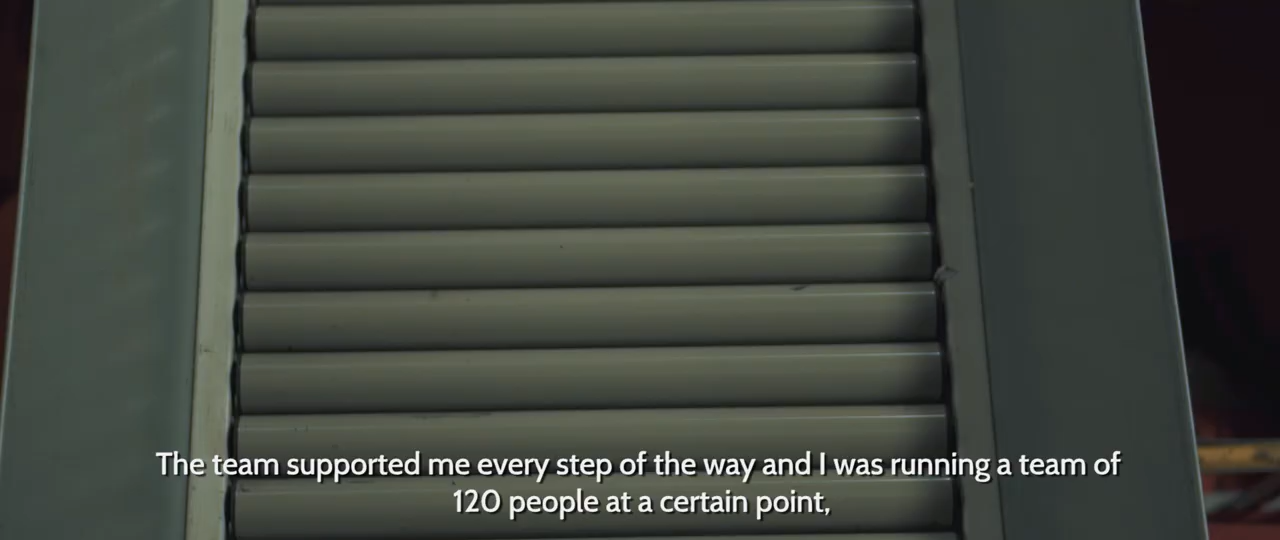 The team supported me every step of the way and I was running a team of
120 people at a certain point,